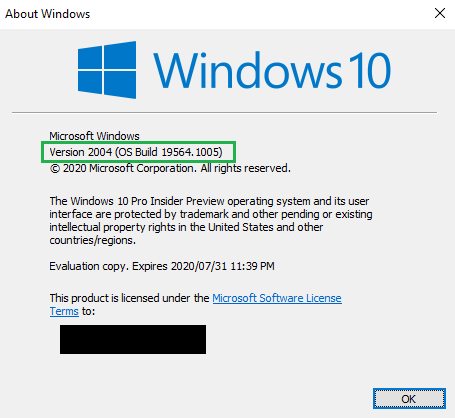 About Windows
Windows 10
Microsoft Windows
Version 2004 (OS Build 19564.1005)
© 2020 Microsoft Corporation. All rights reserved.
The Windows 10 Pro Insider Preview operating system and its user
interface are protected by trademark and other pending or existing
intellectual property rights in the United States and other
countries/regions.
Evaluation copy. Expires 2020/07/31 11:39 PM
This product is licensed under the Microsoft Software License
Terms to:
OK